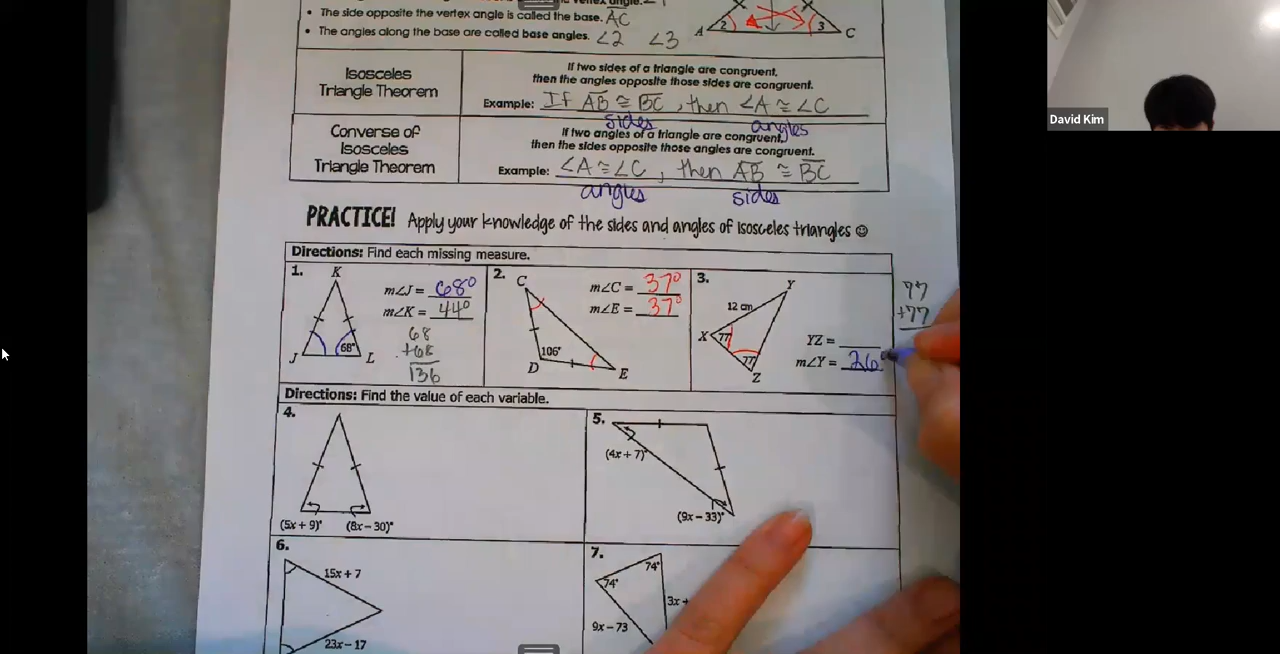 • The side opposite the vertex angle is called the base. AC
• The angles along the base are called base angles. ∠2 ∠3
A 2 3 C
David Kim
Isosceles
Triangle Theorem
If two sides of a triangle are congruent,
then the angles opposite those sides are congruent.
Example: If AB ≅ BC, then ∠A ≅ ∠C
sides angles
Converse of
Isosceles
Triangle Theorem
If two angles of a triangle are congruent,
then the sides opposite those angles are congruent.
Example: ∠A ≅ ∠C, then AB ≅ BC
angles sides
PRACTICE! Apply your knowledge of the sides and angles of isosceles triangles ☺
Directions: Find each missing measure.
1.
K
J
68°
L
m∠J = 68°
m∠K = 44°
68
+68
136
2.
C
106°
D
E
m∠C = 37°
m∠E = 37°
3.
Y
12 cm
X
77
77
Z
YZ =
m∠Y = 26°
77
+77
Directions: Find the value of each variable.
4.
(5x + 9)° (8x − 30)°
5.
(4x + 7)°
(9x − 33)°
6.
15x + 7
23x − 17
7.
74°
74°
3x +
9x − 73